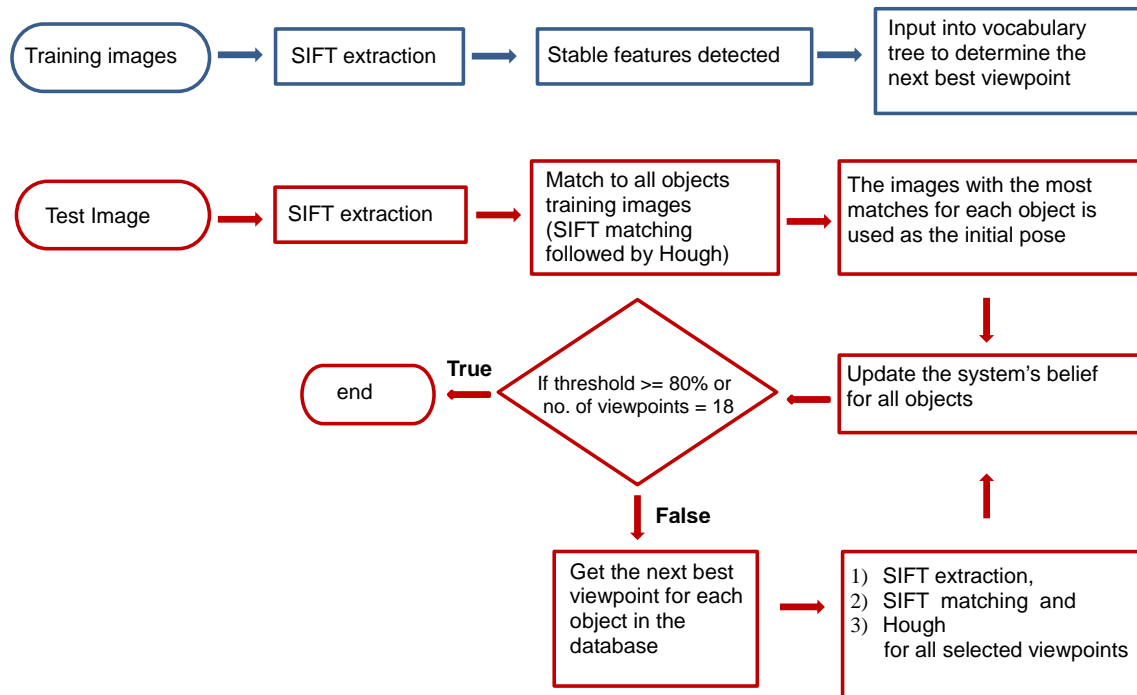 Training images
SIFT extraction
Stable features detected
Input into vocabulary
tree to determine the
next best viewpoint
Test Image
SIFT extraction
Match to all objects
training images
(SIFT matching
followed by Hough)
The images with the most
matches for each object is
used as the initial pose
Update the system's belief
for all objects
If threshold >= 80% or
no. of viewpoints = 18
True
end
False
Get the next best
viewpoint for each
object in the
database
1) SIFT extraction,
2) SIFT matching and
3) Hough
for all selected viewpoints